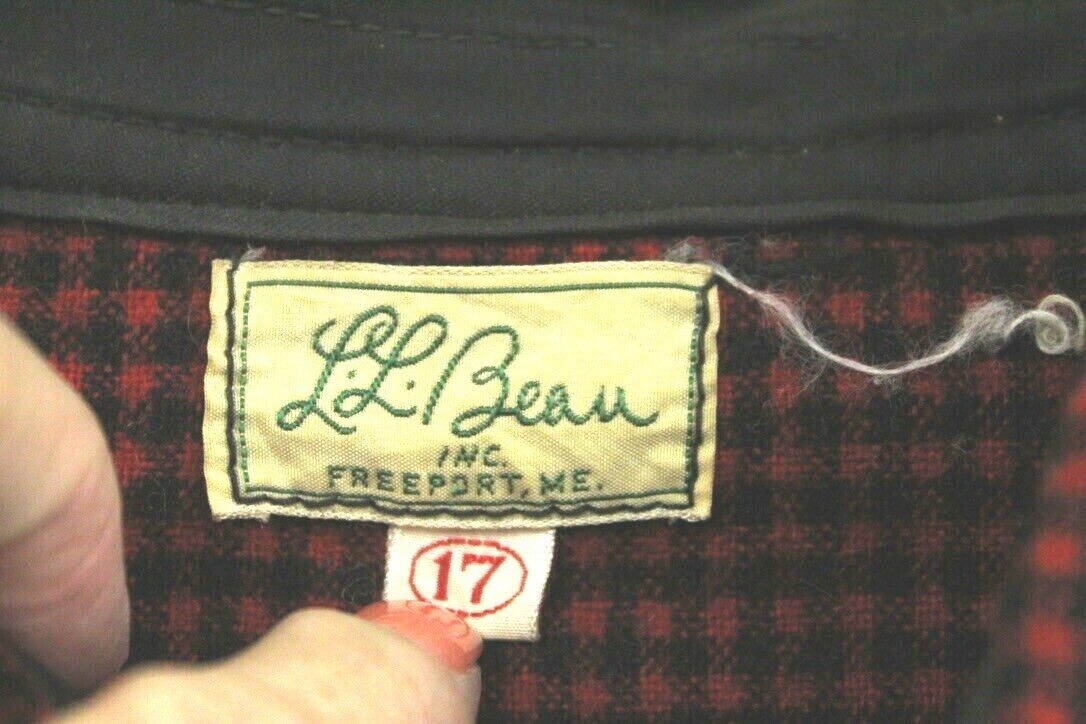 L.L. Bean
INC.
FREEPORT, ME.
17